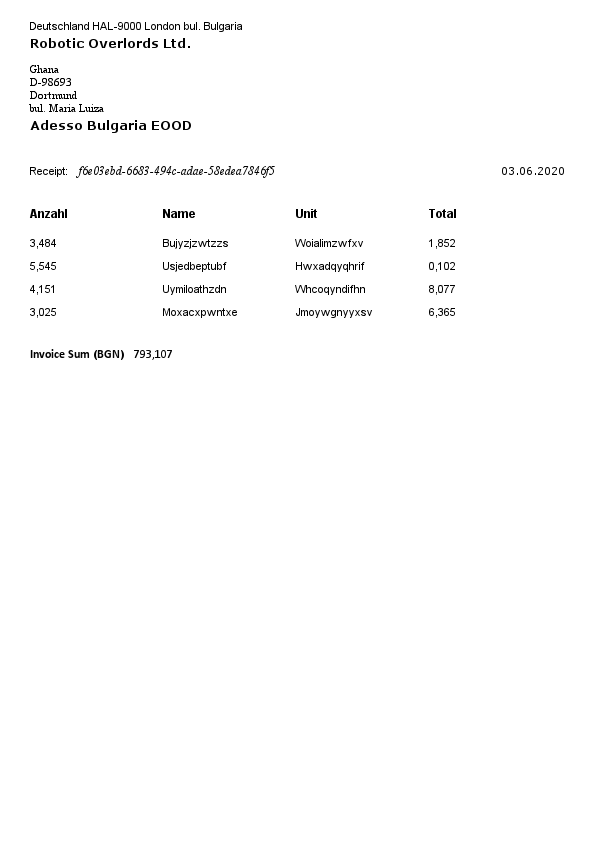 Deutschland HAL-9000 London bul. Bulgaria
Robotic Overlords Ltd.
Ghana
D-98693
Dortmund
bul. Maria Luiza
Adesso Bulgaria EOOD
Receipt: f6e03ebd-6683-494c-adae-58edea7846f5 03.06.2020
Anzahl Name Unit Total
3,484 Bujyzjzwtzzs Woialimzwfxv 1,852
5,545 Usjedbeptubf Hwxadqyqhrif 0,102
4,151 Uymiloathzdn Whcoqyndifhn 8,077
3,025 Moxacxpwntxe Jmoywgnyyxsv 6,365
Invoice Sum (BGN) 793,107